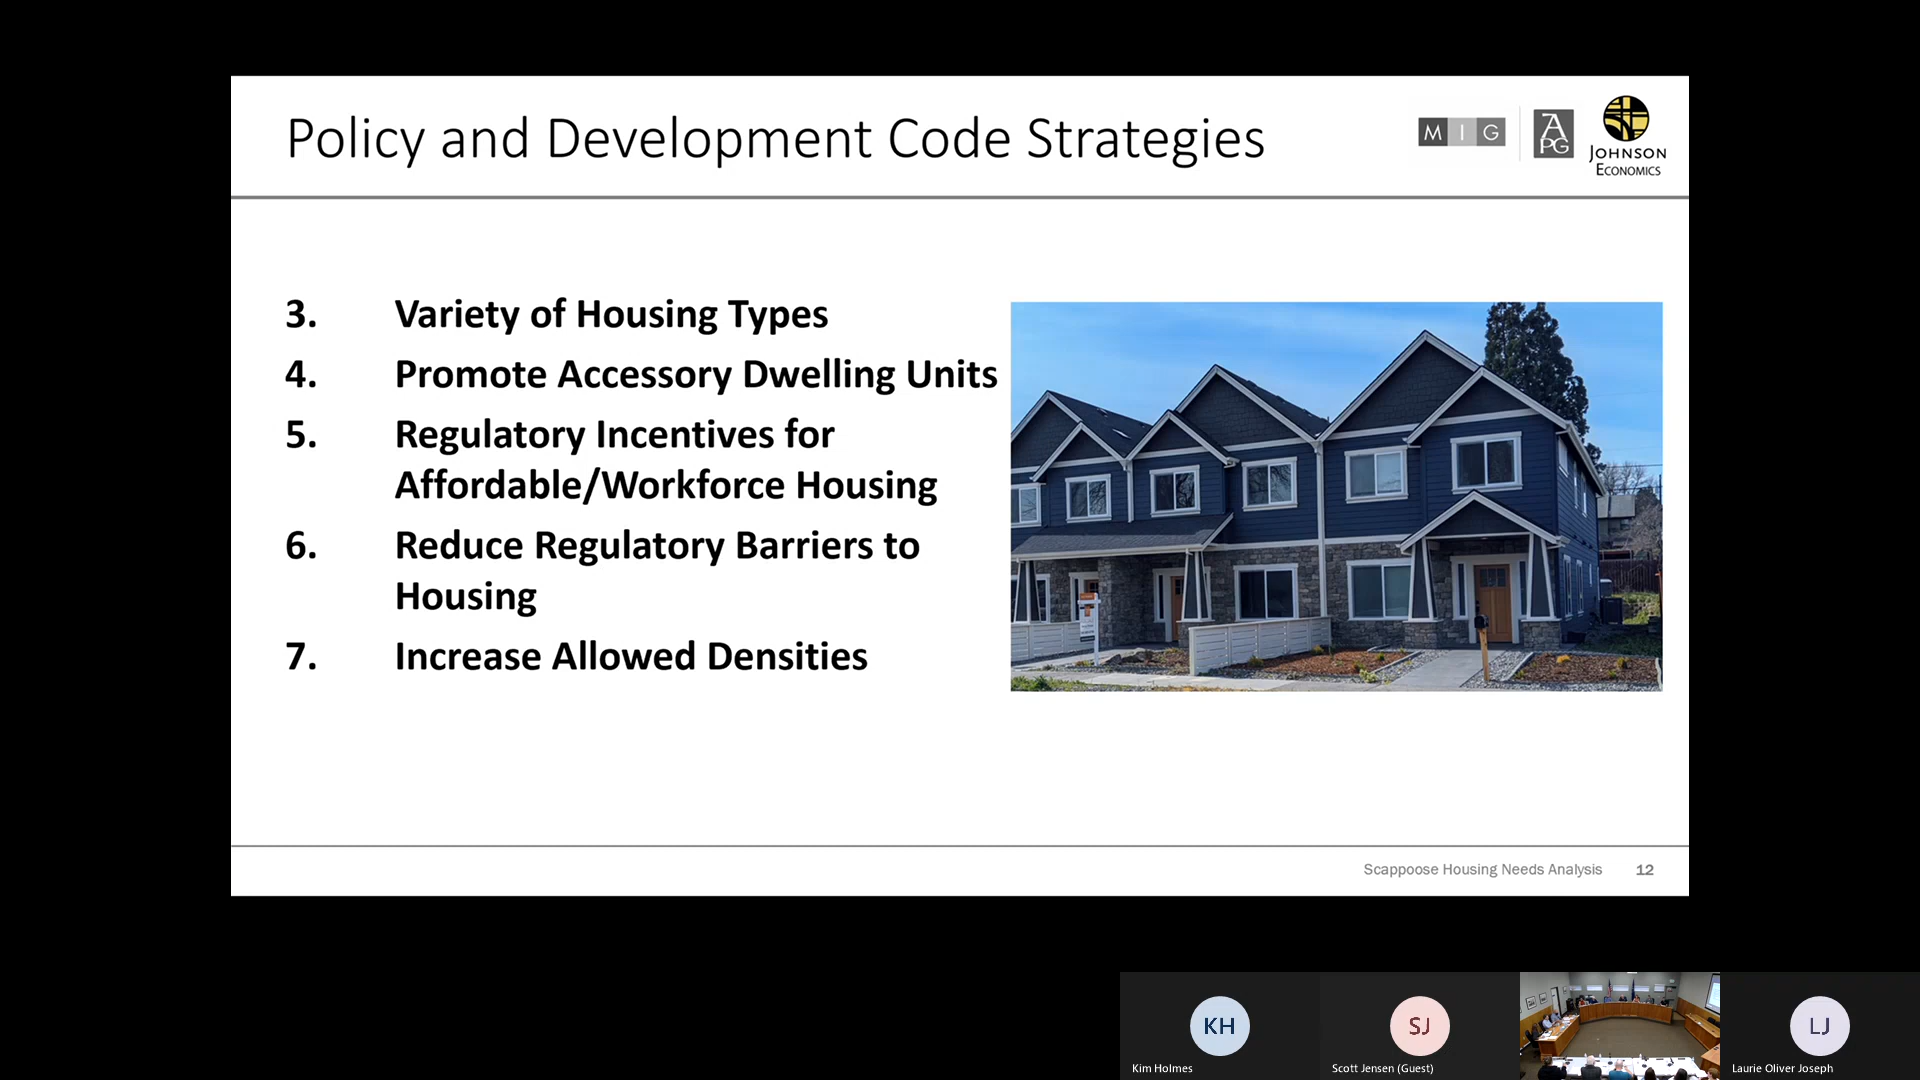 Policy and Development Code Strategies
M I G
APG
JOHNSON
ECONOMICS
3. Variety of Housing Types
4. Promote Accessory Dwelling Units
5. Regulatory Incentives for
Affordable/Workforce Housing
6. Reduce Regulatory Barriers to
Housing
7. Increase Allowed Densities
Scappoose Housing Needs Analysis 12
KH
SJ
LJ
Kim Holmes
Scott Jensen (Guest)
Laurie Oliver Joseph